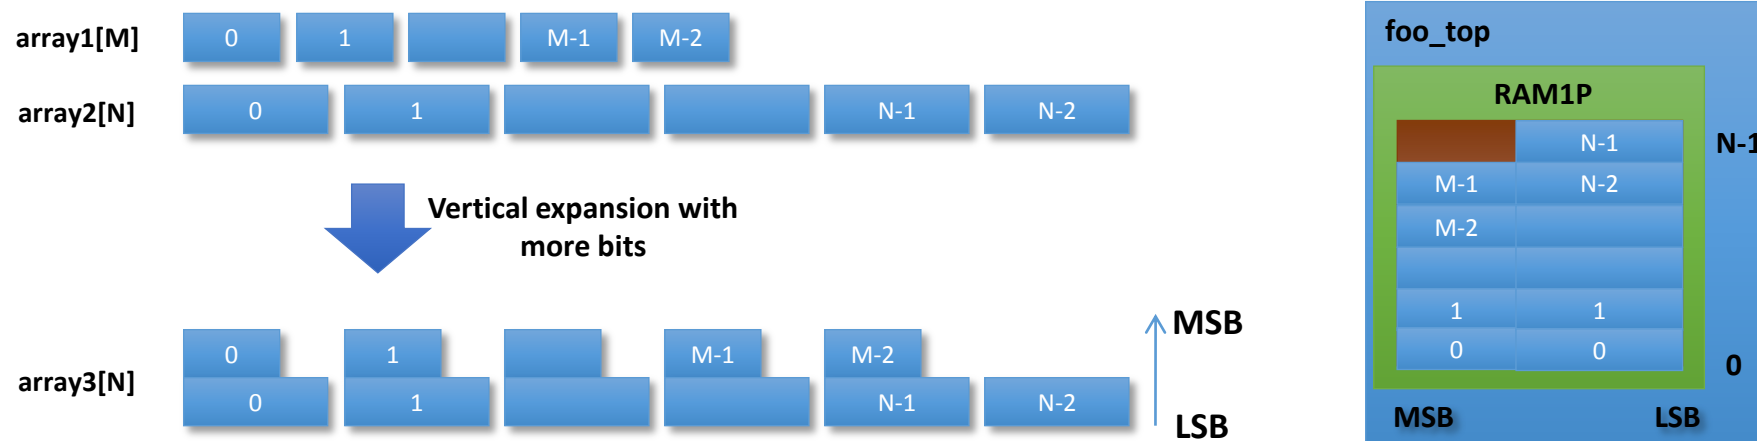 array1[M] 0 1 M-1 M-2
array2[N] 0 1 N-1 N-2
Vertical expansion with
more bits
array3[N]
0 1 M-1 M-2
0 1 N-1 N-2
MSB
LSB
foo_top
RAM1P
N-1 N-1
M-1 N-2
M-2
1 1
0 0 0
MSB LSB